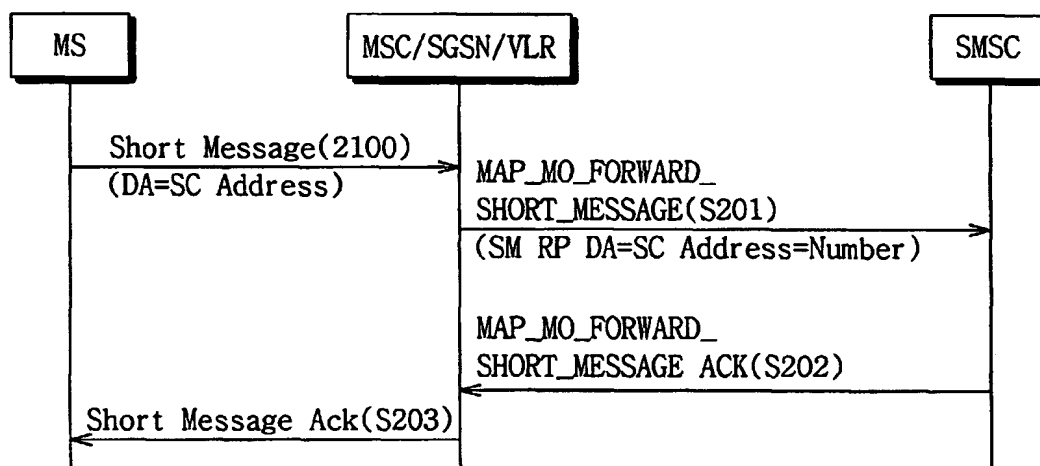 MS
MSC/SGSN/VLR
SMSC
Short Message(2100)
(DA=SC Address)
MAP_MO_FORWARD_
SHORT_MESSAGE(S201)
(SM RP DA=SC Address=Number)
MAP_MO_FORWARD_
SHORT_MESSAGE ACK(S202)
Short Message Ack(S203)